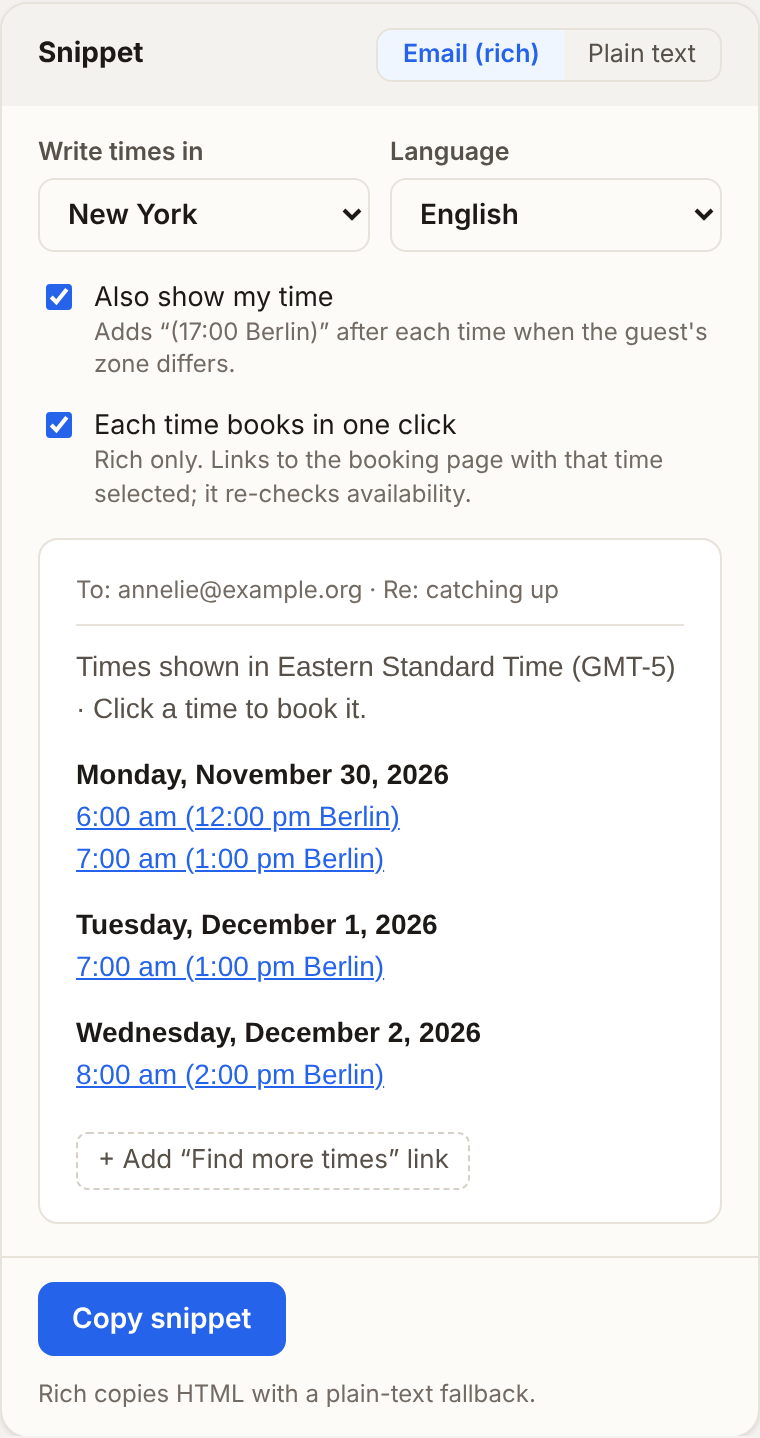 Snippet
Email (rich)
Plain text
Write times in
Language
New York
English
Also show my time
Adds “(17:00 Berlin)” after each time when the guest's
zone differs.
Each time books in one click
Rich only. Links to the booking page with that time
selected; it re-checks availability.
To: annelie@example.org · Re: catching up
Times shown in Eastern Standard Time (GMT-5)
· Click a time to book it.
Monday, November 30, 2026
6:00 am (12:00 pm Berlin)
7:00 am (1:00 pm Berlin)
Tuesday, December 1, 2026
7:00 am (1:00 pm Berlin)
Wednesday, December 2, 2026
8:00 am (2:00 pm Berlin)
+ Add “Find more times” link
Copy snippet
Rich copies HTML with a plain-text fallback.